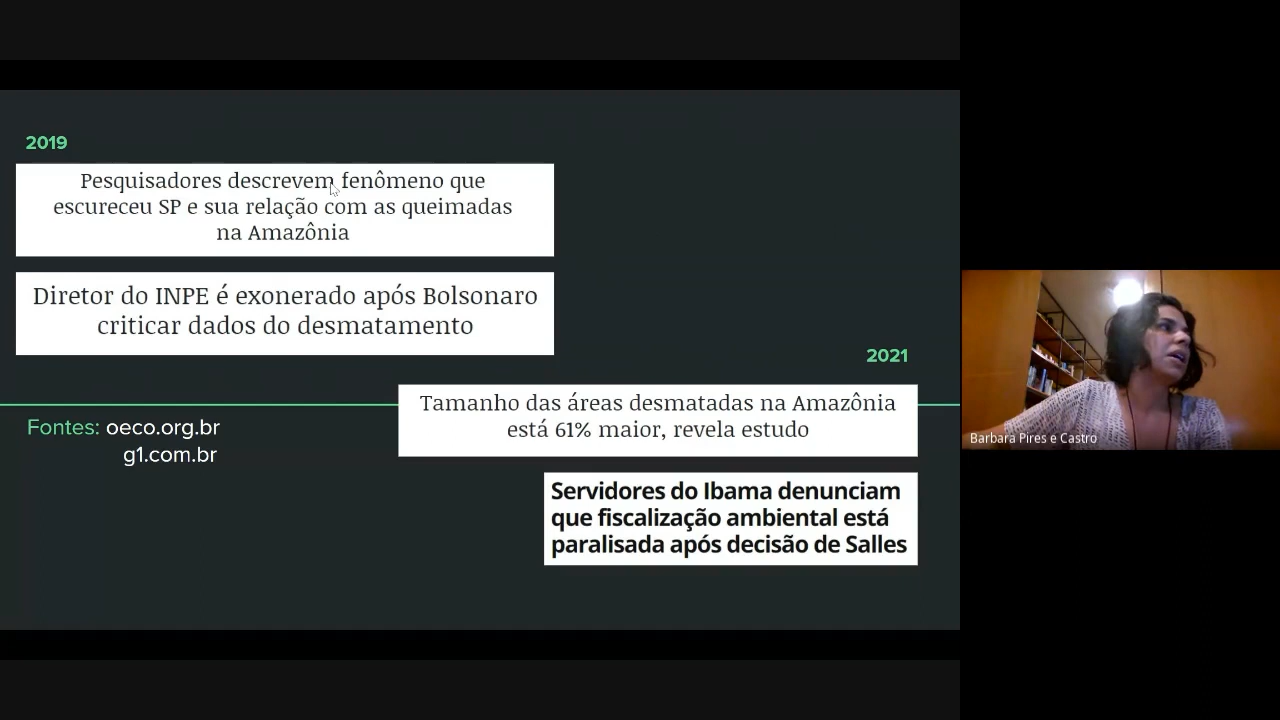 2019
Pesquisadores descrevem fenômeno que
escureceu SP e sua relação com as queimadas
na Amazônia
Diretor do INPE é exonerado após Bolsonaro
criticar dados do desmatamento
2021
Tamanho das áreas desmatadas na Amazônia
está 61% maior, revela estudo
Fontes: oeco.org.br
g1.com.br
Servidores do Ibama denunciam
que fiscalização ambiental está
paralisada após decisão de Salles
Barbara Pires e Castro